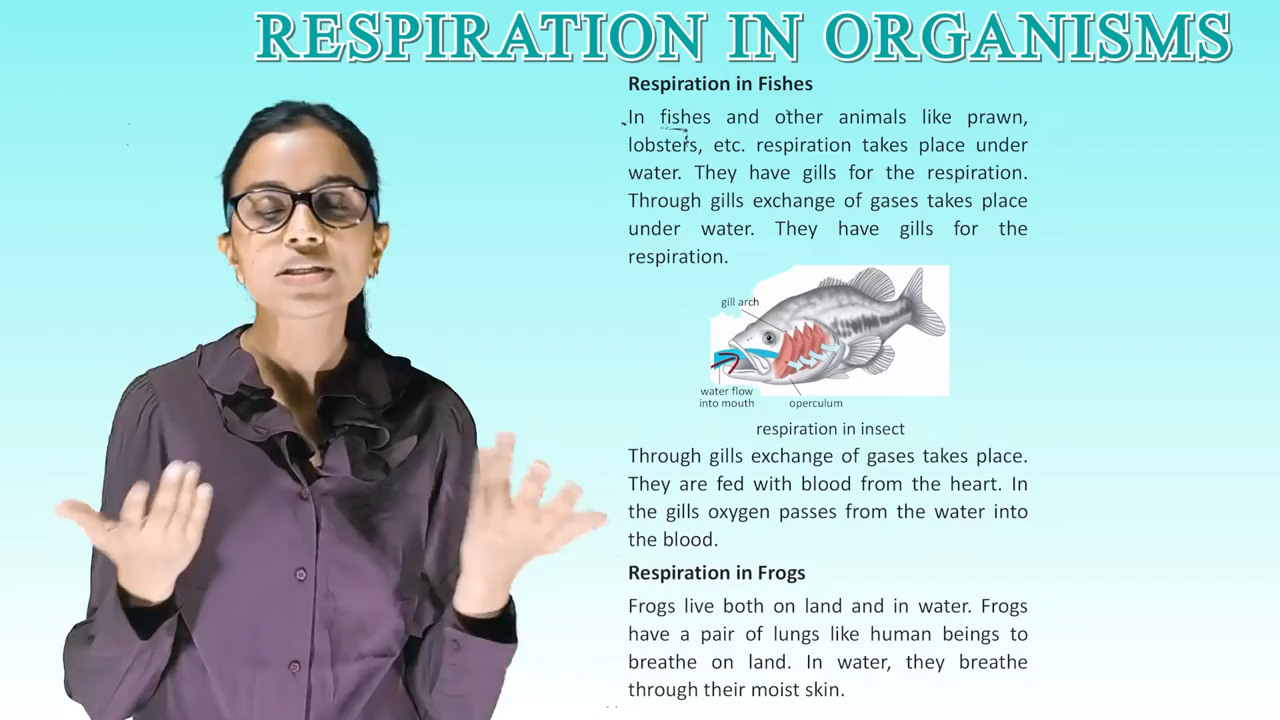 RESPIRATION IN ORGANISMS
Respiration in Fishes
In fishes and other animals like prawn,
lobsters, etc. respiration takes place under
water. They have gills for the respiration.
Through gills exchange of gases takes place
under water. They have gills for the
respiration.
gill arch
water flow
into mouth
operculum
respiration in insect
Through gills exchange of gases takes place.
They are fed with blood from the heart. In
the gills oxygen passes from the water into
the blood.
Respiration in Frogs
Frogs live both on land and in water. Frogs
have a pair of lungs like human beings to
breathe on land. In water, they breathe
through their moist skin.